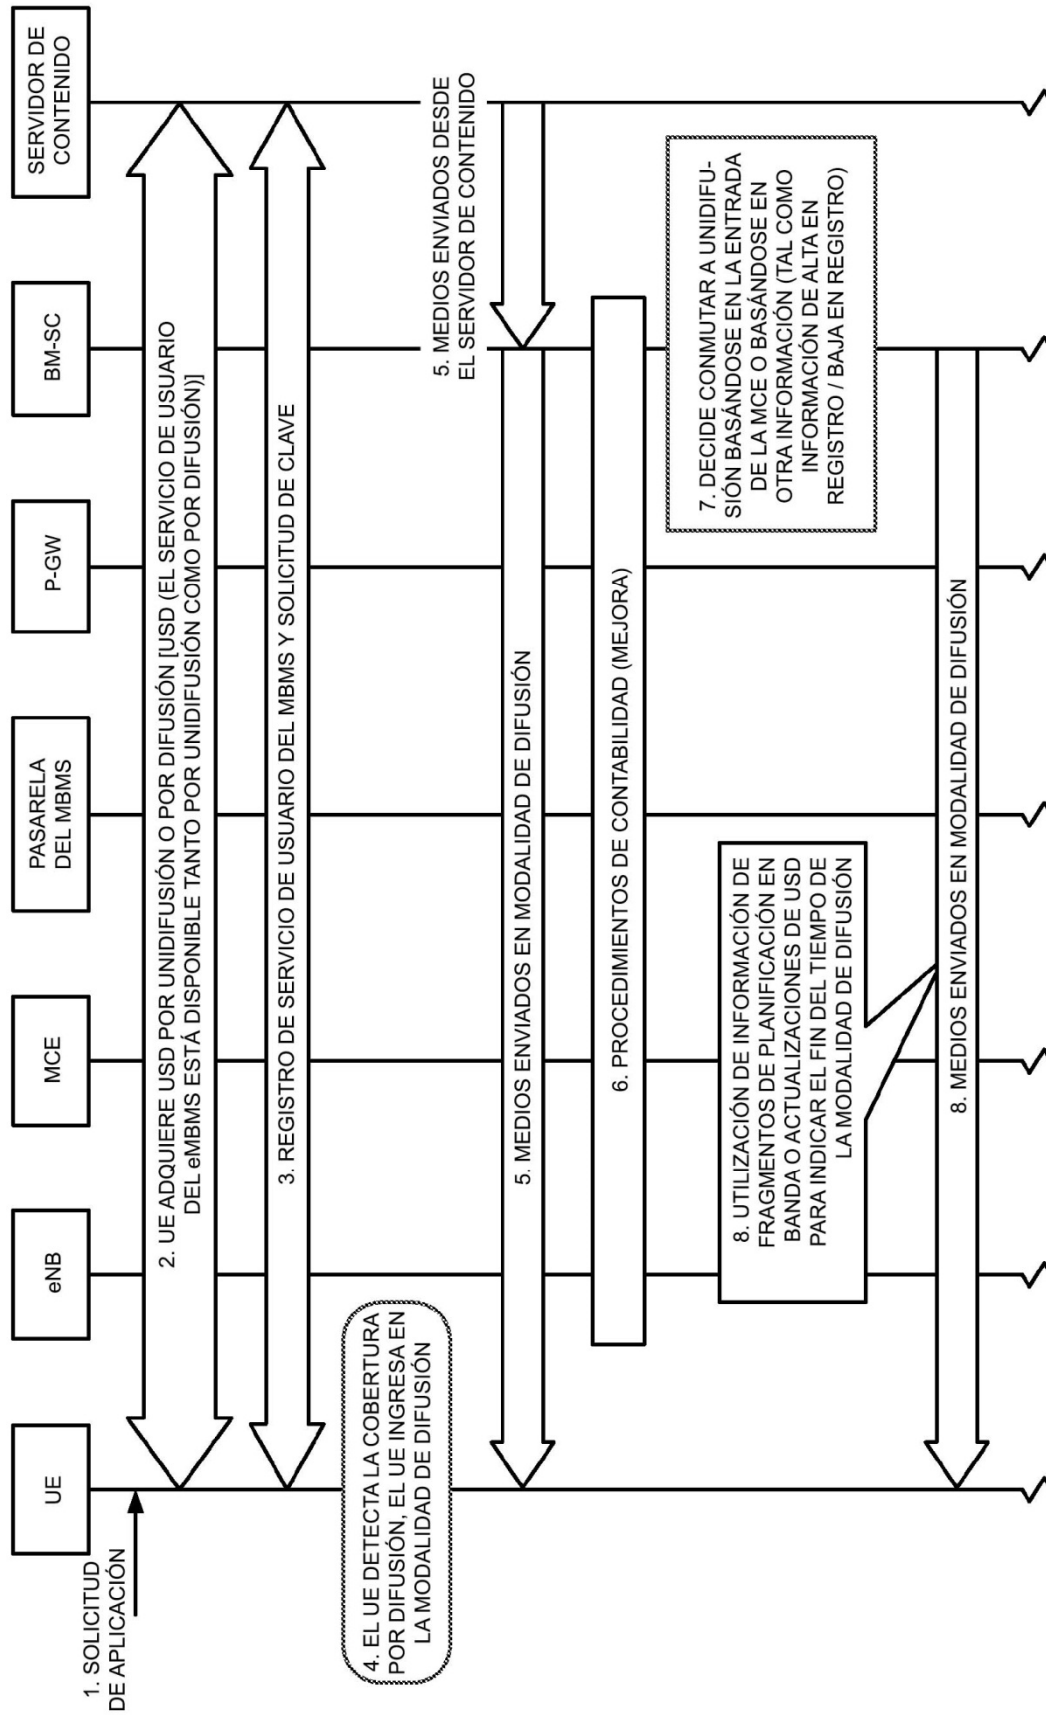 UE
eNB
MCE
PASARELA
DEL MBMS
P-GW
BM-SC
SERVIDOR DE
CONTENIDO
1. SOLICITUD
DE APLICACIÓN
2. UE ADQUIERE USD POR UNIDIFUSIÓN O POR DIFUSIÓN [USD (EL SERVICIO DE USUARIO
DEL eMBMS ESTÁ DISPONIBLE TANTO POR UNIDIFUSIÓN COMO POR DIFUSIÓN)]
3. REGISTRO DE SERVICIO DE USUARIO DEL MBMS Y SOLICITUD DE CLAVE
4. EL UE DETECTA LA COBERTURA
POR DIFUSIÓN, EL UE INGRESA EN
LA MODALIDAD DE DIFUSIÓN
5. MEDIOS ENVIADOS DESDE
EL SERVIDOR DE CONTENIDO
5. MEDIOS ENVIADOS EN MODALIDAD DE DIFUSIÓN
6. PROCEDIMIENTOS DE CONTABILIDAD (MEJORA)
7. DECIDE CONMUTAR A UNIDIFU-
SIÓN BASÁNDOSE EN LA ENTRADA
DE LA MCE O BASÁNDOSE EN
OTRA INFORMACIÓN (TAL COMO
INFORMACIÓN DE ALTA EN
REGISTRO / BAJA EN REGISTRO)
8. UTILIZACIÓN DE INFORMACIÓN DE
FRAGMENTOS DE PLANIFICACIÓN EN
BANDA O ACTUALIZACIONES DE USD
PARA INDICAR EL FIN DEL TIEMPO DE
LA MODALIDAD DE DIFUSIÓN
8. MEDIOS ENVIADOS EN MODALIDAD DE DIFUSIÓN